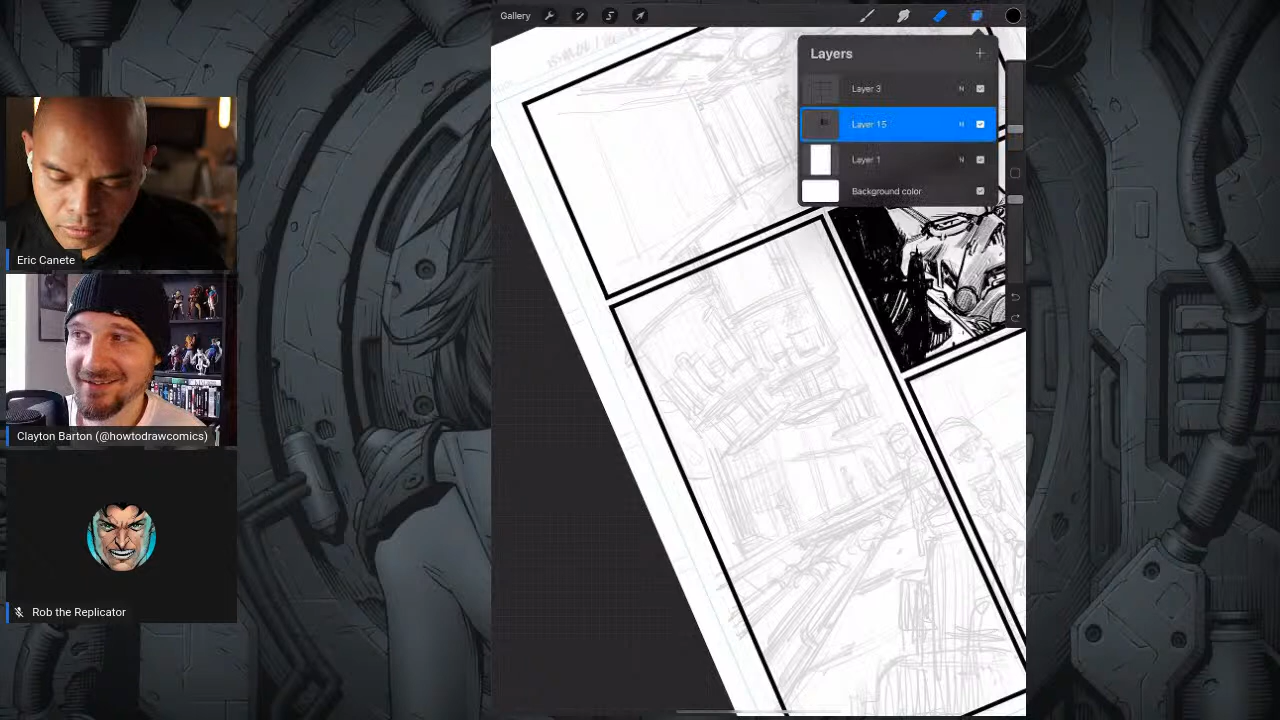 Gallery
Layers
Layer 3
N
Layer 15
N
Layer 1
N
Background color
Eric Canete
Clayton Barton (@howtodrawcomics)
Rob the Replicator